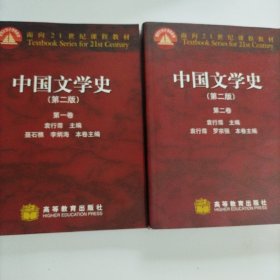 面向21世纪课程教材
Textbook Series for 21st Century
中国文学史
(第二版)
第一卷
袁行霈 主编
聂石樵 李炳海 本卷主编
高等教育出版社
HIGHER EDUCATION PRESS
面向21世纪课程教材
Textbook Series for 21st Century
中国文学史
(第二版)
第二卷
袁行霈 主编
袁行霈 罗宗强 本卷主编
高等教育出版社
HIGHER EDUCATION PRESS